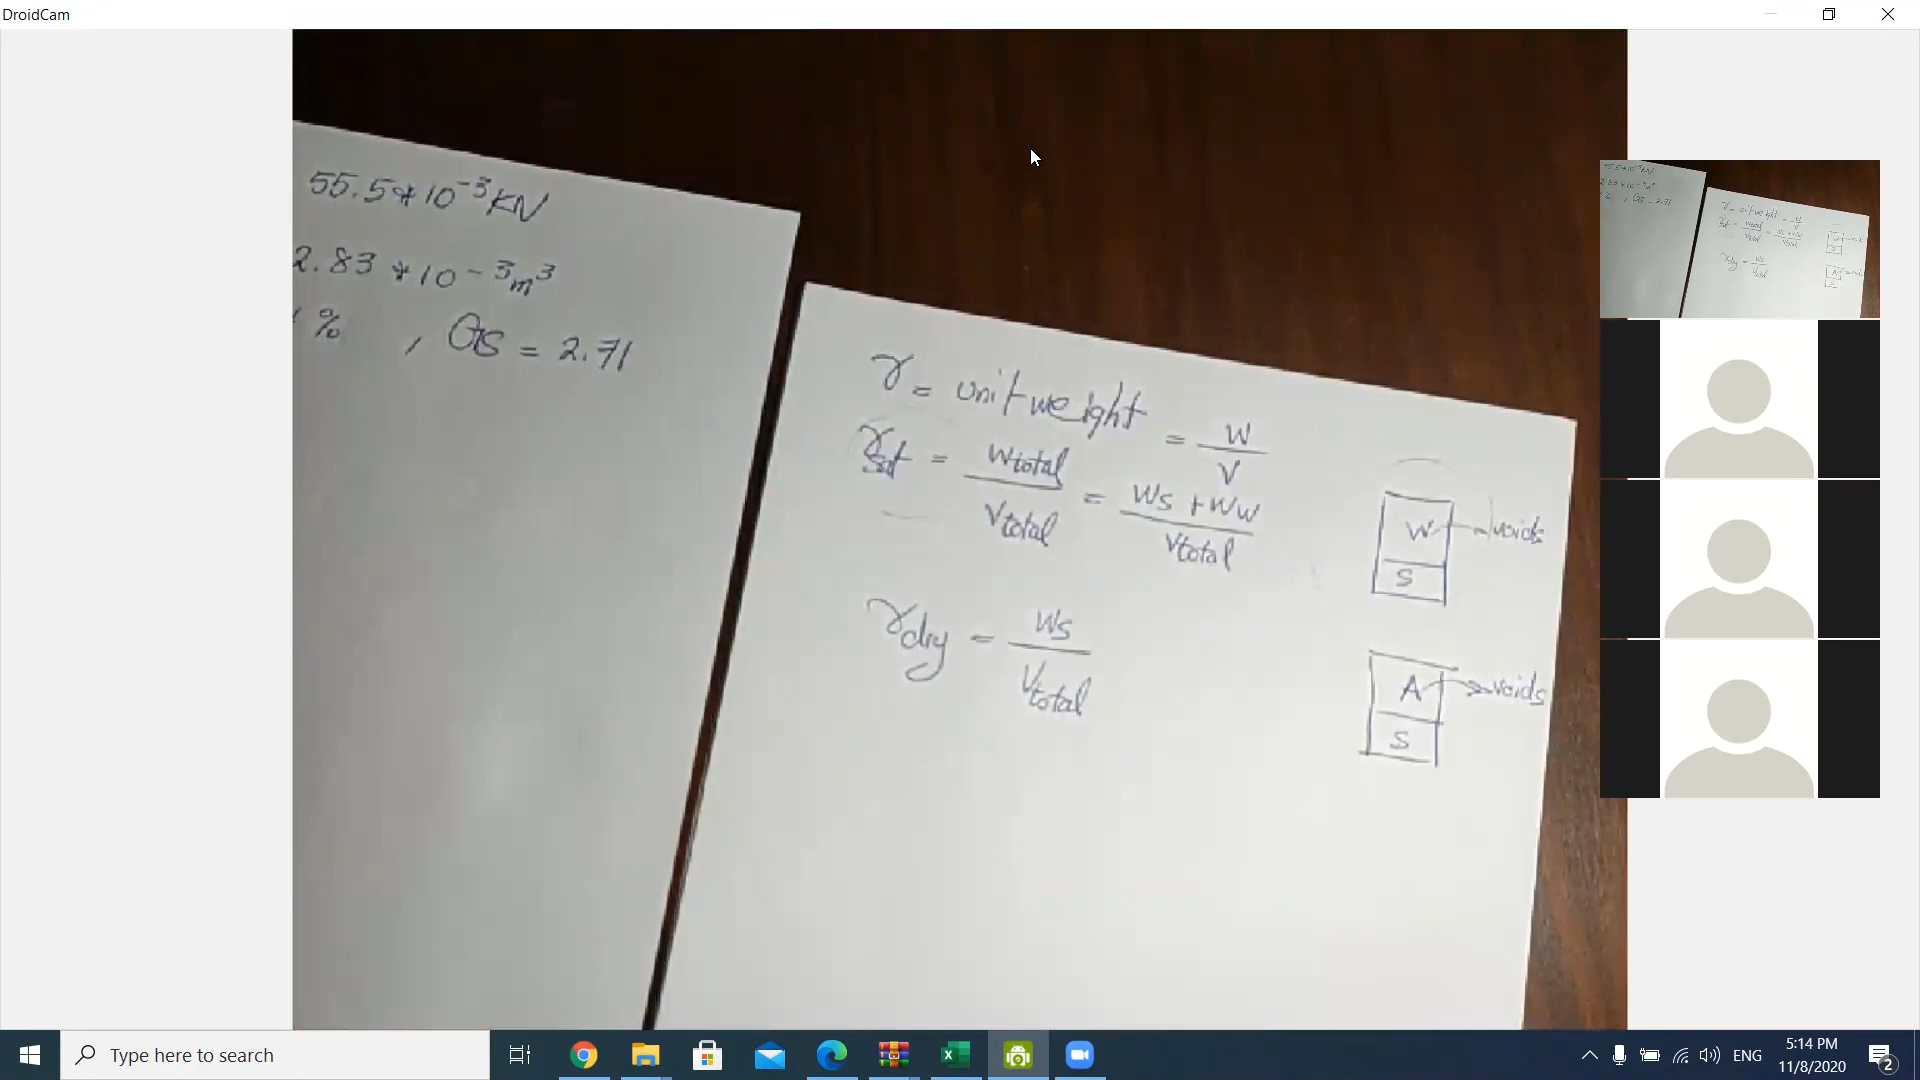 DroidCam
55.5*10⁻³KN
2.83 *10⁻³m³
%, Gs = 2.71
γ = unit weight = W/V
γsat = Wtotal/Vtotal = Ws + Ww/Vtotal
W → voids
S
γdry = Ws/Vtotal
A → voids
S
Type here to search
ENG
5:14 PM
11/8/2020
2